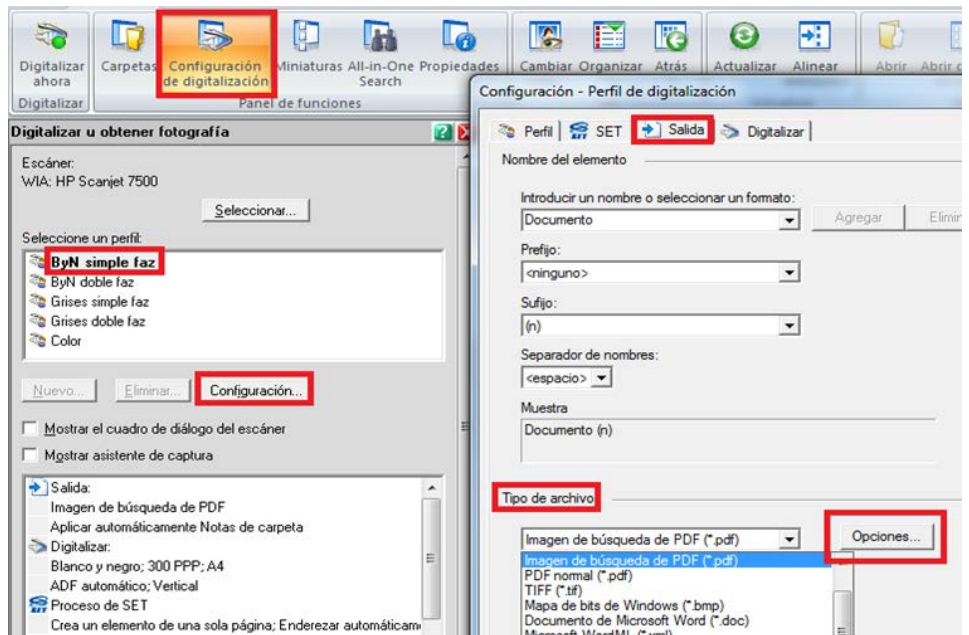 Digitalizar ahora
Carpetas
Configuración de digitalización
Miniaturas
All-in-One Search
Propiedades
Cambiar
Organizar
Atrás
Actualizar
Alinear
Abrir
Abrir
Digitalizar
Panel de funciones
Digitalizar u obtener fotografía
Escáner:
WIA: HP Scanjet 7500
Seleccionar...
Seleccione un perfil:
ByN simple faz
ByN doble faz
Grises simple faz
Grises doble faz
Color
Nuevo...
Eliminar...
Configuración...
Mostrar el cuadro de diálogo del escáner
Mostrar asistente de captura
Salida:
Imagen de búsqueda de PDF
Aplicar automáticamente Notas de carpeta
Digitalizar:
Blanco y negro; 300 PPP; A4
ADF automático; Vertical
Proceso de SET
Crea un elemento de una sola página; Enderezar automáticam
Configuración - Perfil de digitalización
Perfil
SET
Salida
Digitalizar
Nombre del elemento
Introducir un nombre o seleccionar un formato:
Documento
Agregar
Elimin
Prefijo:
<ninguno>
Sufijo:
(n)
Separador de nombres:
<espacio>
Muestra
Documento (n)
Tipo de archivo
Imagen de búsqueda de PDF (*.pdf)
Opciones...
Imagen de búsqueda de PDF (*.pdf)
PDF normal (*.pdf)
TIFF (*.tif)
Mapa de bits de Windows (*.bmp)
Documento de Microsoft Word (*.doc)
Microsoft WordML (*.xml)